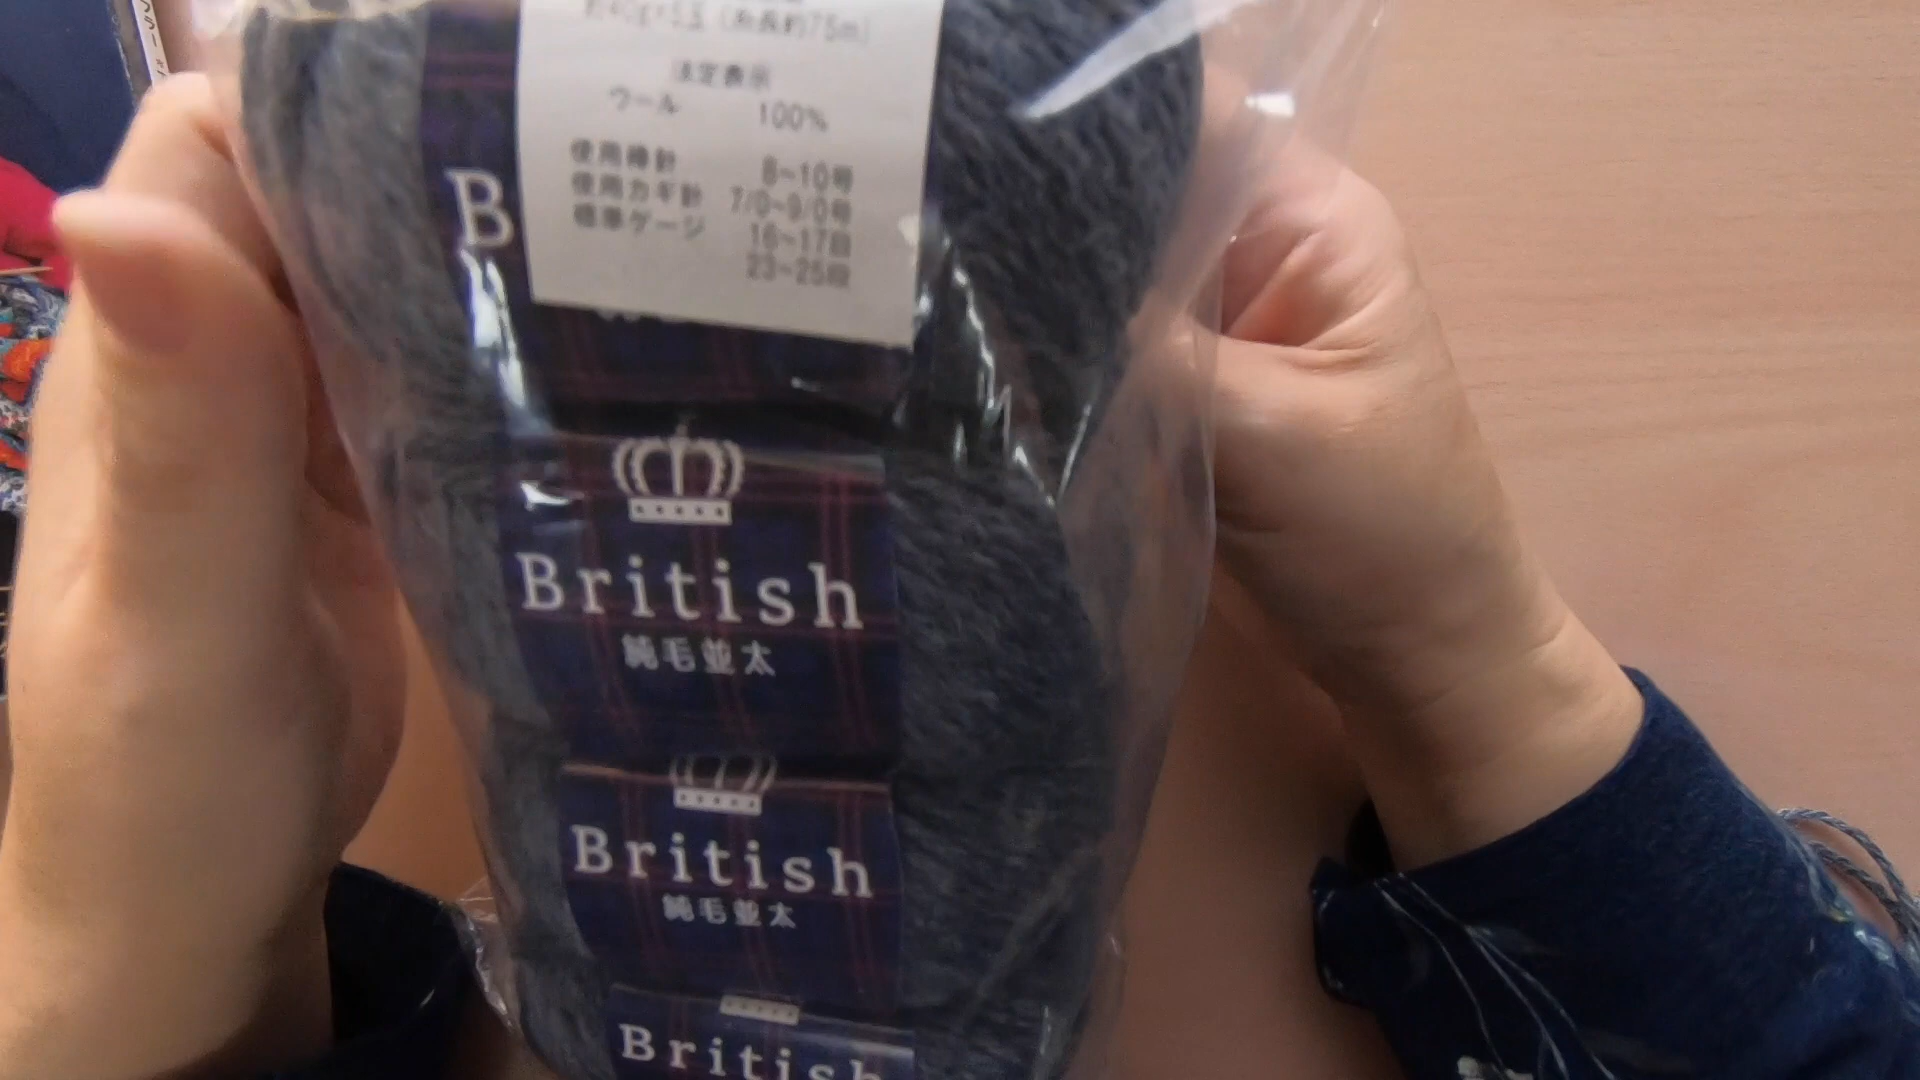 約40g×5玉 (糸長約75m)
法定表示
ウール 100%
使用棒針 8~10号
使用カギ針 7/0~9/0号
標準ゲージ 16~17目
23~25段
B
British
純毛並太
British
純毛並太
British